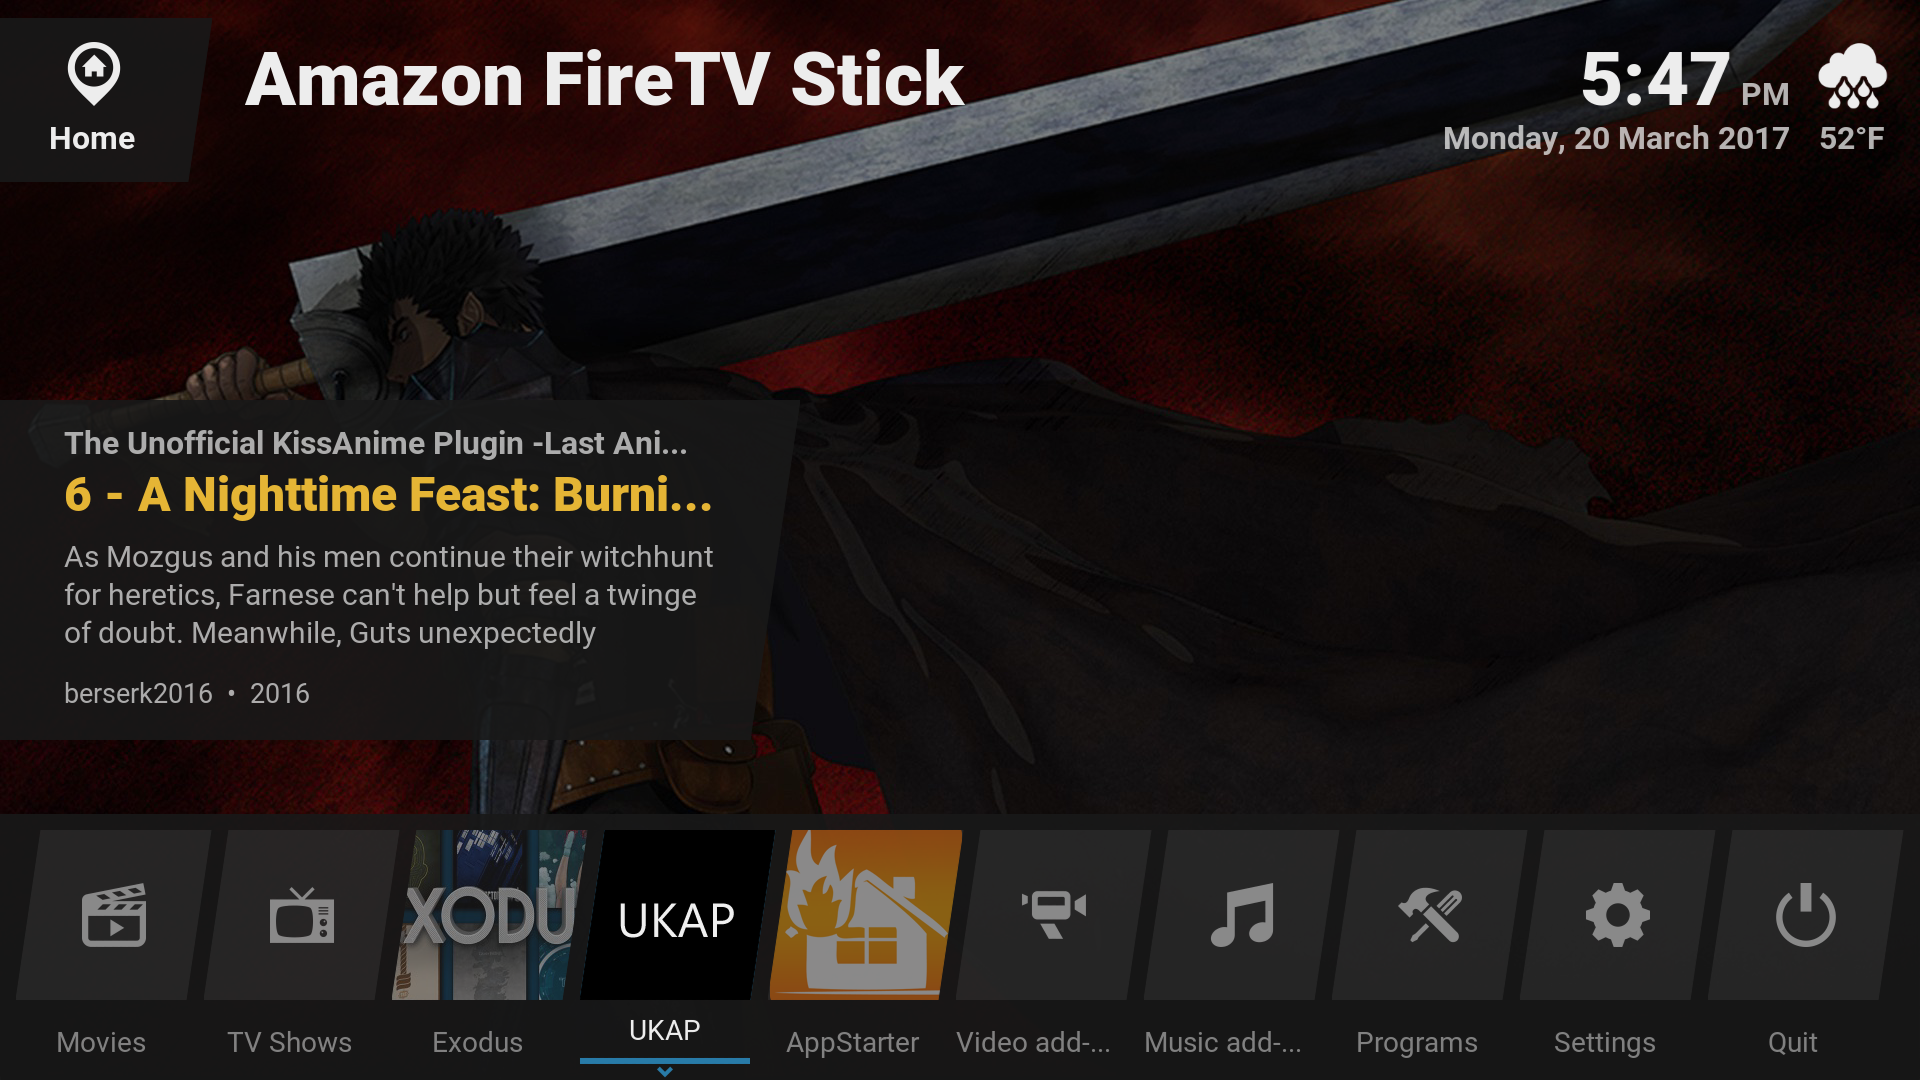 Home
Amazon FireTV Stick
5:47 PM
Monday, 20 March 2017
52°F
The Unofficial KissAnime Plugin -Last Ani...
6 - A Nighttime Feast: Burni...
As Mozgus and his men continue their witchhunt
for heretics, Farnese can't help but feel a twinge
of doubt. Meanwhile, Guts unexpectedly
berserk2016 • 2016
XODU
UKAP
Movies
TV Shows
Exodus
UKAP
AppStarter
Video add-...
Music add-...
Programs
Settings
Quit